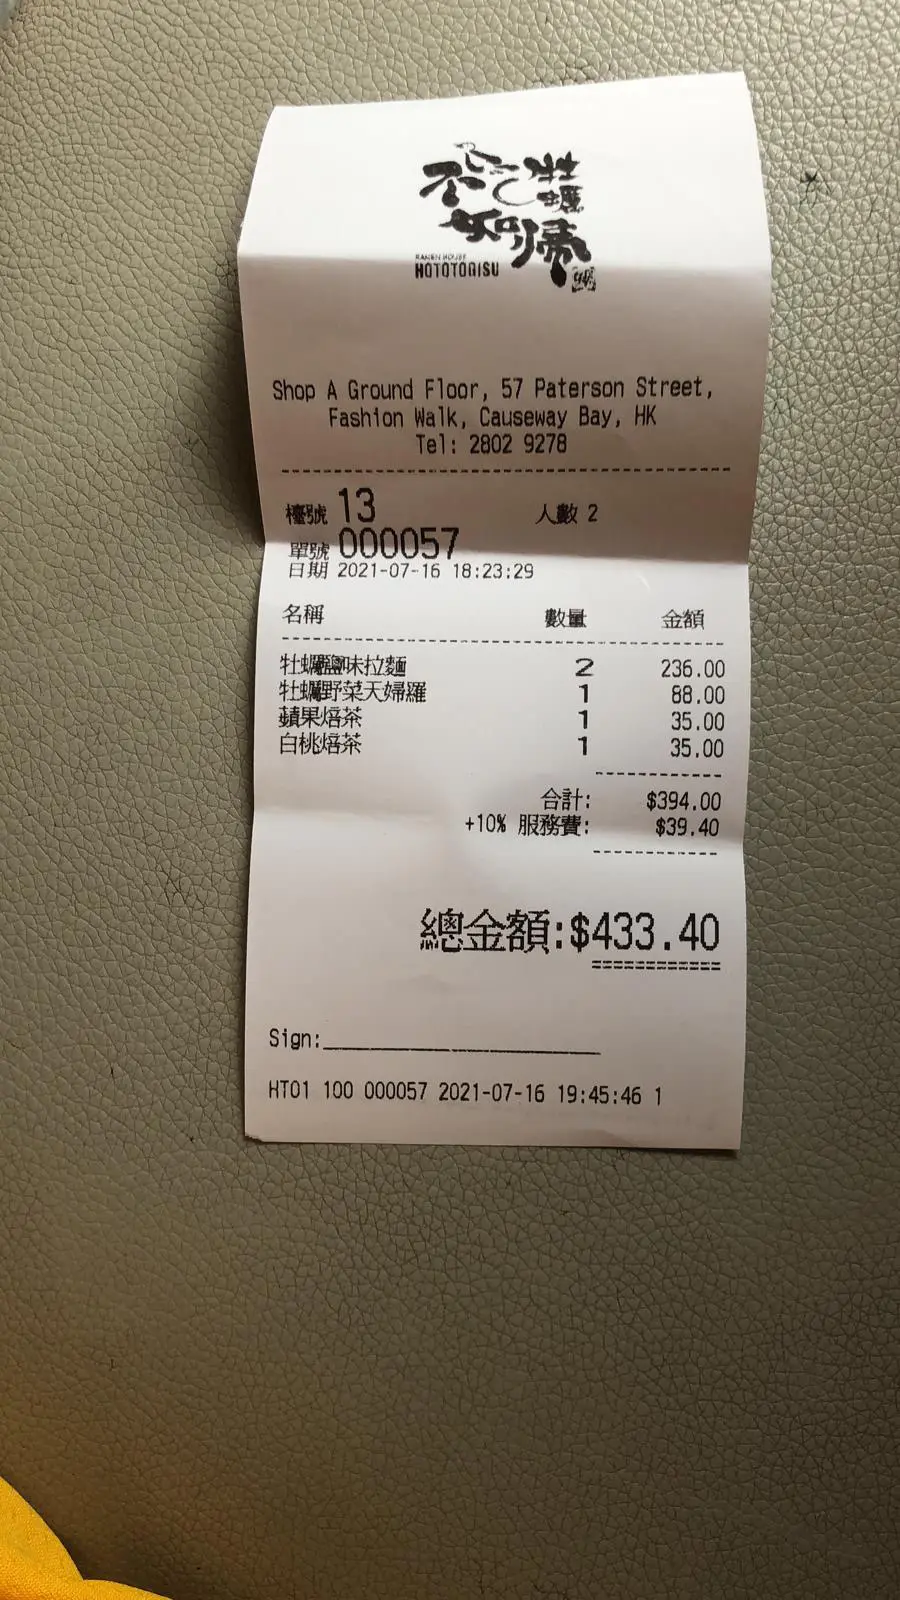 牡蠣
不如帰
RAMEN HOUSE
HOTOTOGISU
Shop A Ground Floor, 57 Paterson Street,
Fashion Walk, Causeway Bay, HK
Tel: 2802 9278
檯號 13 人數 2
單號 000057
日期 2021-07-16 18:23:29
名稱 數量 金額
牡蠣鹽味拉麵 2 236.00
牡蠣野菜天婦羅 1 88.00
蘋果焙茶 1 35.00
白桃焙茶 1 35.00
合計: $394.00
+10% 服務費: $39.40
總金額:$433.40
Sign:
HT01 100 000057 2021-07-16 19:45:46 1